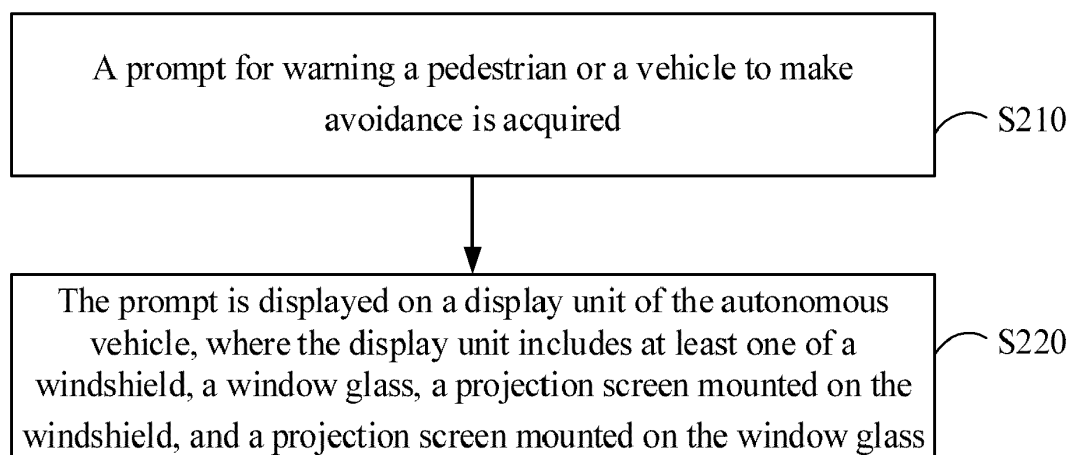 A prompt for warning a pedestrian or a vehicle to make
avoidance is acquired
S210
The prompt is displayed on a display unit of the autonomous
vehicle, where the display unit includes at least one of a
windshield, a window glass, a projection screen mounted on the
windshield, and a projection screen mounted on the window glass
S220